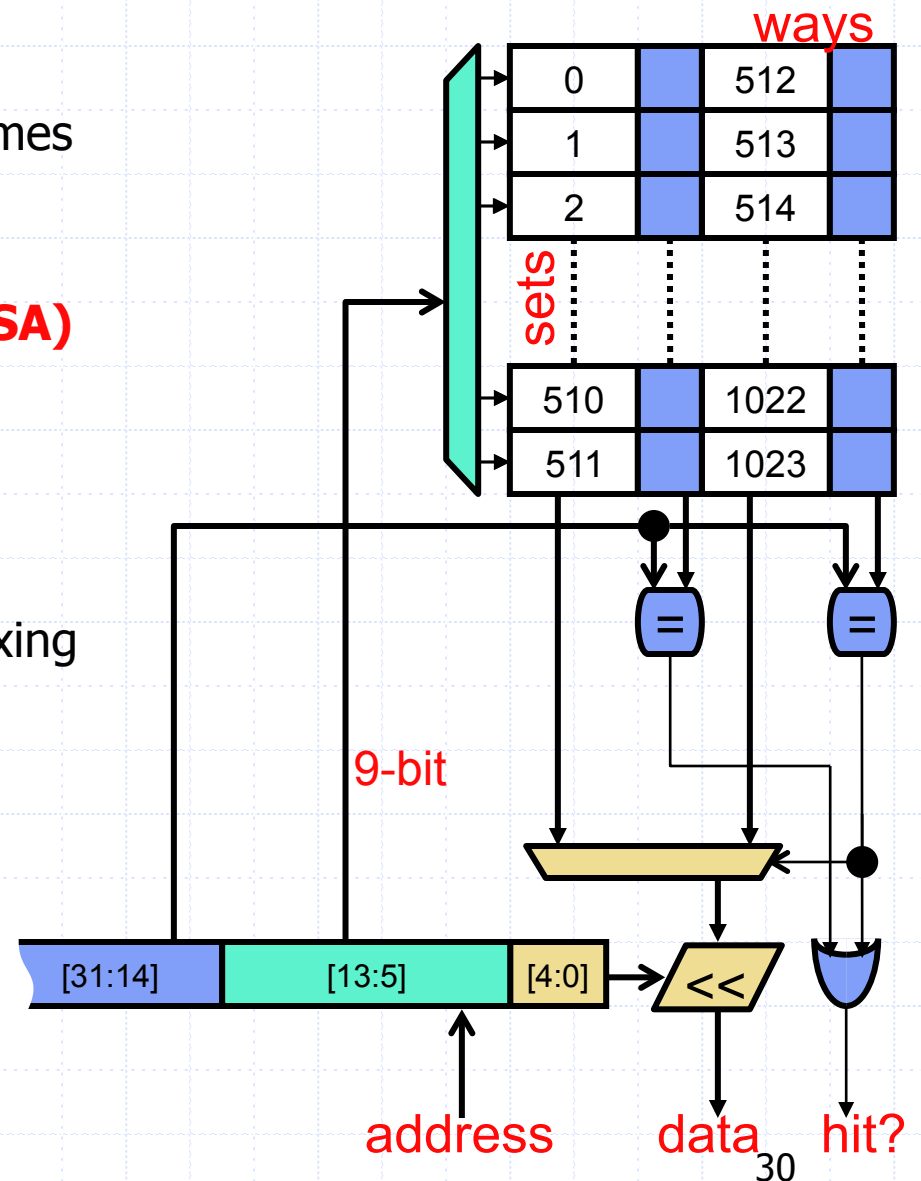 ways
0 512
mes
1 513
2 514
sets
SA)
510 1022
511 1023
= =
xing
9-bit
[31:14] [13:5] [4:0] <<
address data hit?
30